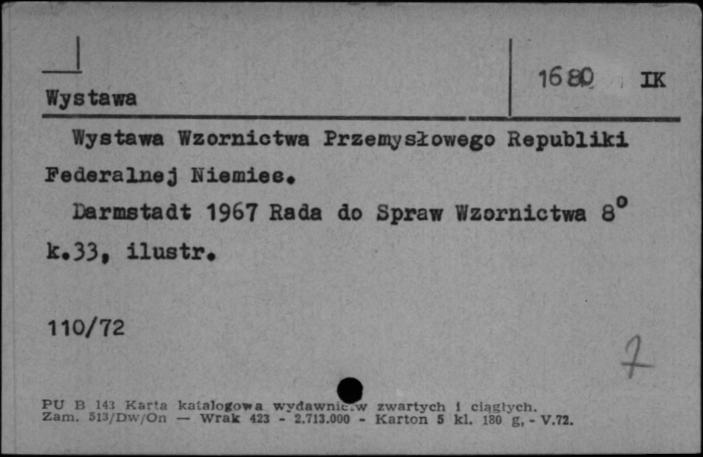 1680 IK
Wystawa
Wystawa Wzornictwa Przemysłowego Republiki
Federalnej Niemiec.
Darmstadt 1967 Rada do Spraw Wzornictwa 8°
k.33, ilustr.
110/72
7
PU B 143 Karta katalogowa wydawnictw zwartych i ciągłych.
Zam. 513/Dw/On — Wrak 423 - 2.713.000 - Karton 5 kl. 180 g. - V.72.